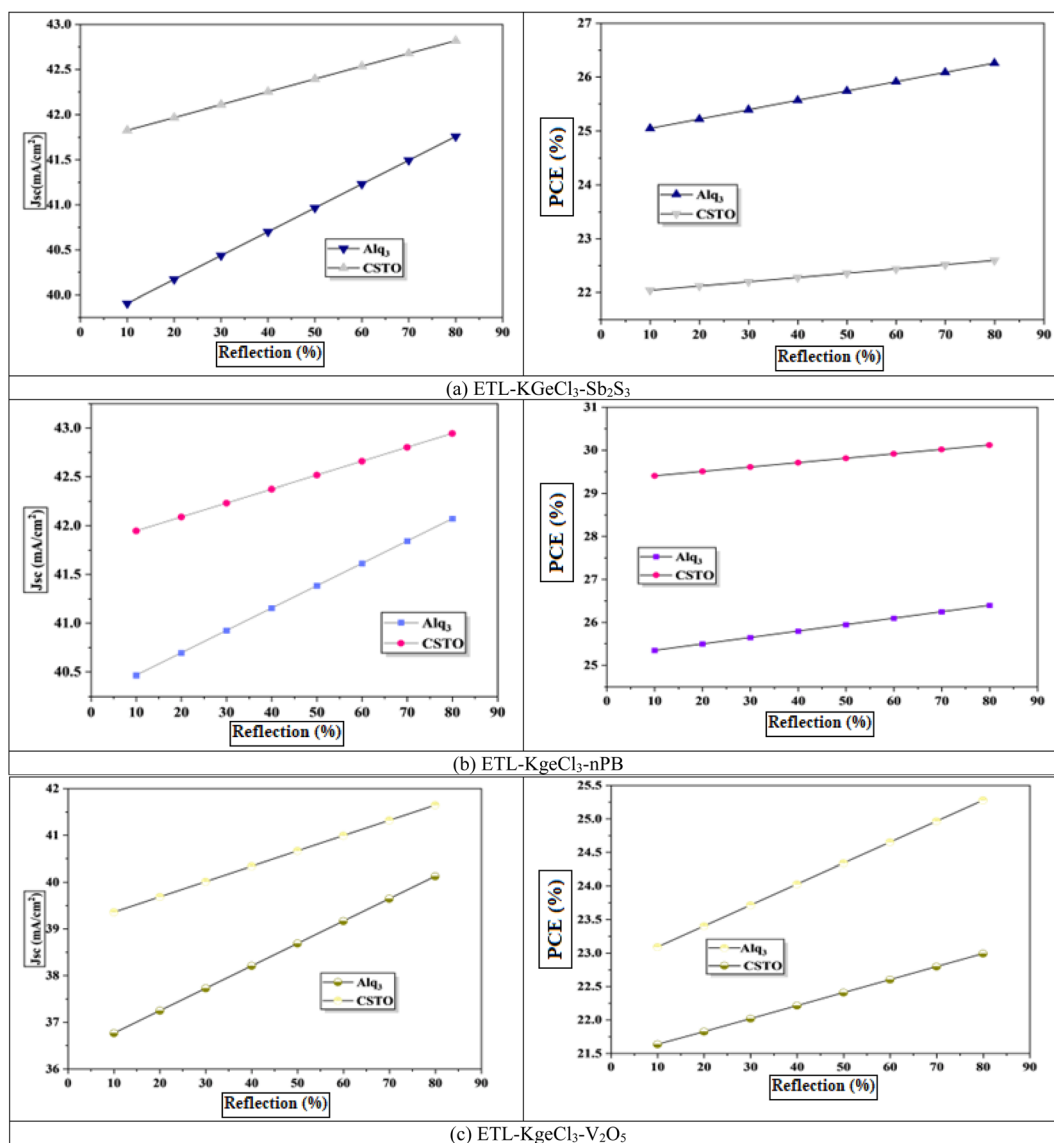 43.0
42.5
42.0
41.5
41.0
40.5
40.0
Jsc(mA/cm²)
Alq₃
CSTO
0 10 20 30 40 50 60 70 80 90
Reflection (%)
27
26
25
24
23
22
PCE (%)
Alq₃
CSTO
0 10 20 30 40 50 60 70 80 90
Reflection (%)
(a) ETL-KGeCl₃-Sb₂S₃
43.0
42.5
42.0
41.5
41.0
40.5
Jsc (mA/cm²)
Alq₃
CSTO
0 10 20 30 40 50 60 70 80 90
Reflection (%)
31
30
29
28
27
26
25
PCE (%)
Alq₃
CSTO
0 10 20 30 40 50 60 70 80 90
Reflection (%)
(b) ETL-KgeCl₃-nPB
42
41
40
39
38
37
36
Jsc (mA/cm²)
Alq₃
CSTO
0 10 20 30 40 50 60 70 80 90
Reflection (%)
25.5
25.0
24.5
24.0
23.5
23.0
22.5
22.0
21.5
PCE (%)
Alq₃
CSTO
0 10 20 30 40 50 60 70 80 90
Reflection (%)
(c) ETL-KgeCl₃-V₂O₅